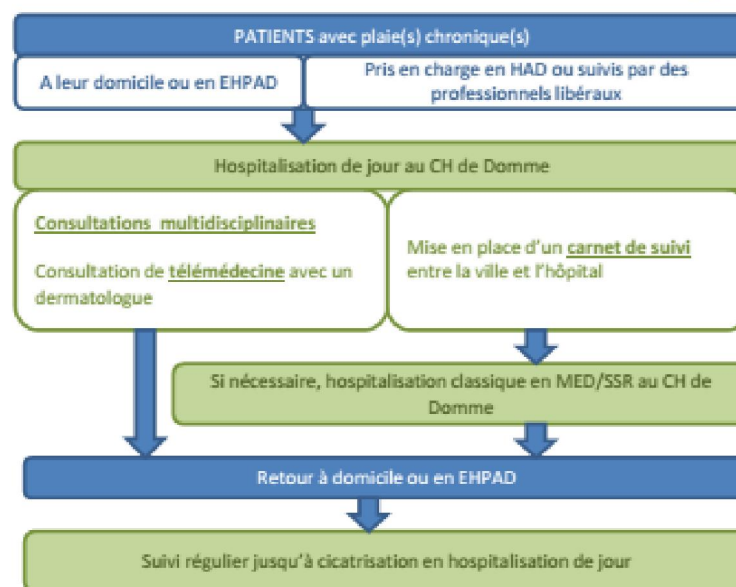 PATIENTS avec plaie(s) chronique(s)
A leur domicile ou en EHPAD
Pris en charge en HAD ou suivis par des
professionnels libéraux
Hospitalisation de jour au CH de Domme
Consultations multidisciplinaires
Consultation de télémédecine avec un
dermatologue
Mise en place d'un carnet de suivi
entre la ville et l'hôpital
Si nécessaire, hospitalisation classique en MED/SSR au CH de
Domme
Retour à domicile ou en EHPAD
Suivi régulier jusqu'à cicatrisation en hospitalisation de jour